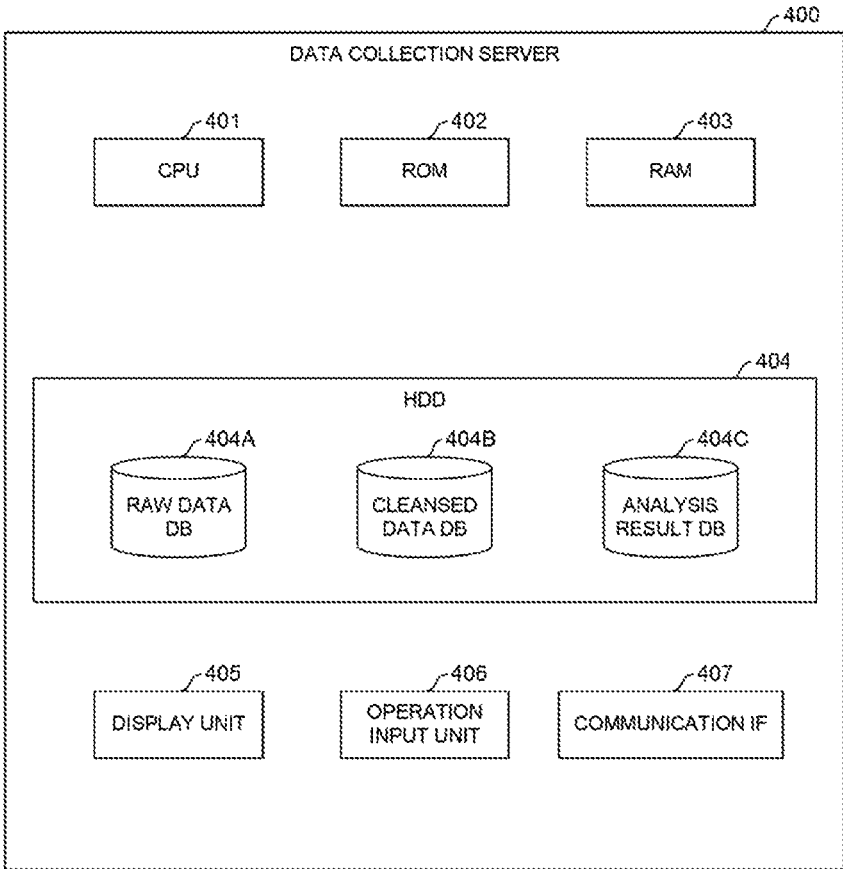 400
DATA COLLECTION SERVER
401
402
403
CPU
ROM
RAM
404
HDD
404A
404B
404C
RAW DATA
DB
CLEANSED
DATA DB
ANALYSIS
RESULT DB
405
406
407
DISPLAY UNIT
OPERATION
INPUT UNIT
COMMUNICATION IF